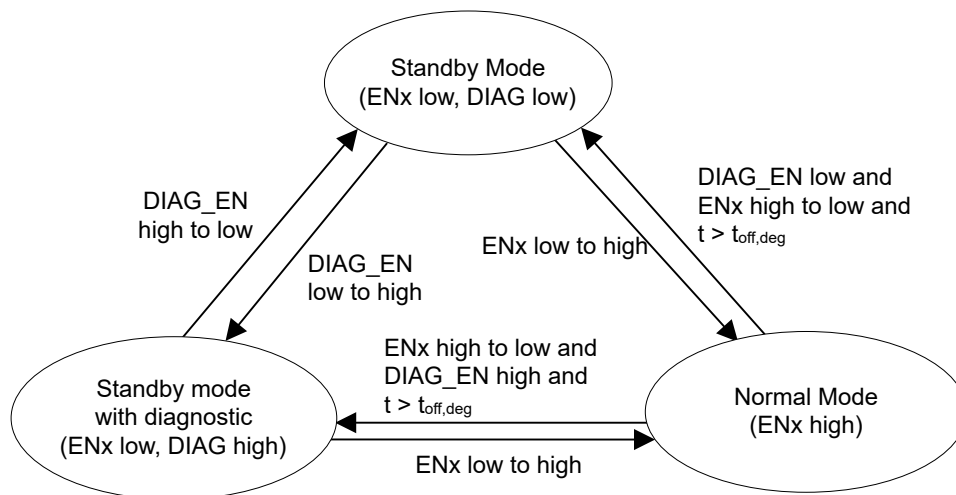 Standby Mode
(ENx low, DIAG low)
DIAG_EN
high to low
DIAG_EN
low to high
ENx low to high
DIAG_EN low and
ENx high to low and
t > toff,deg
Standby mode
with diagnostic
(ENx low, DIAG high)
ENx high to low and
DIAG_EN high and
t > toff,deg
ENx low to high
Normal Mode
(ENx high)